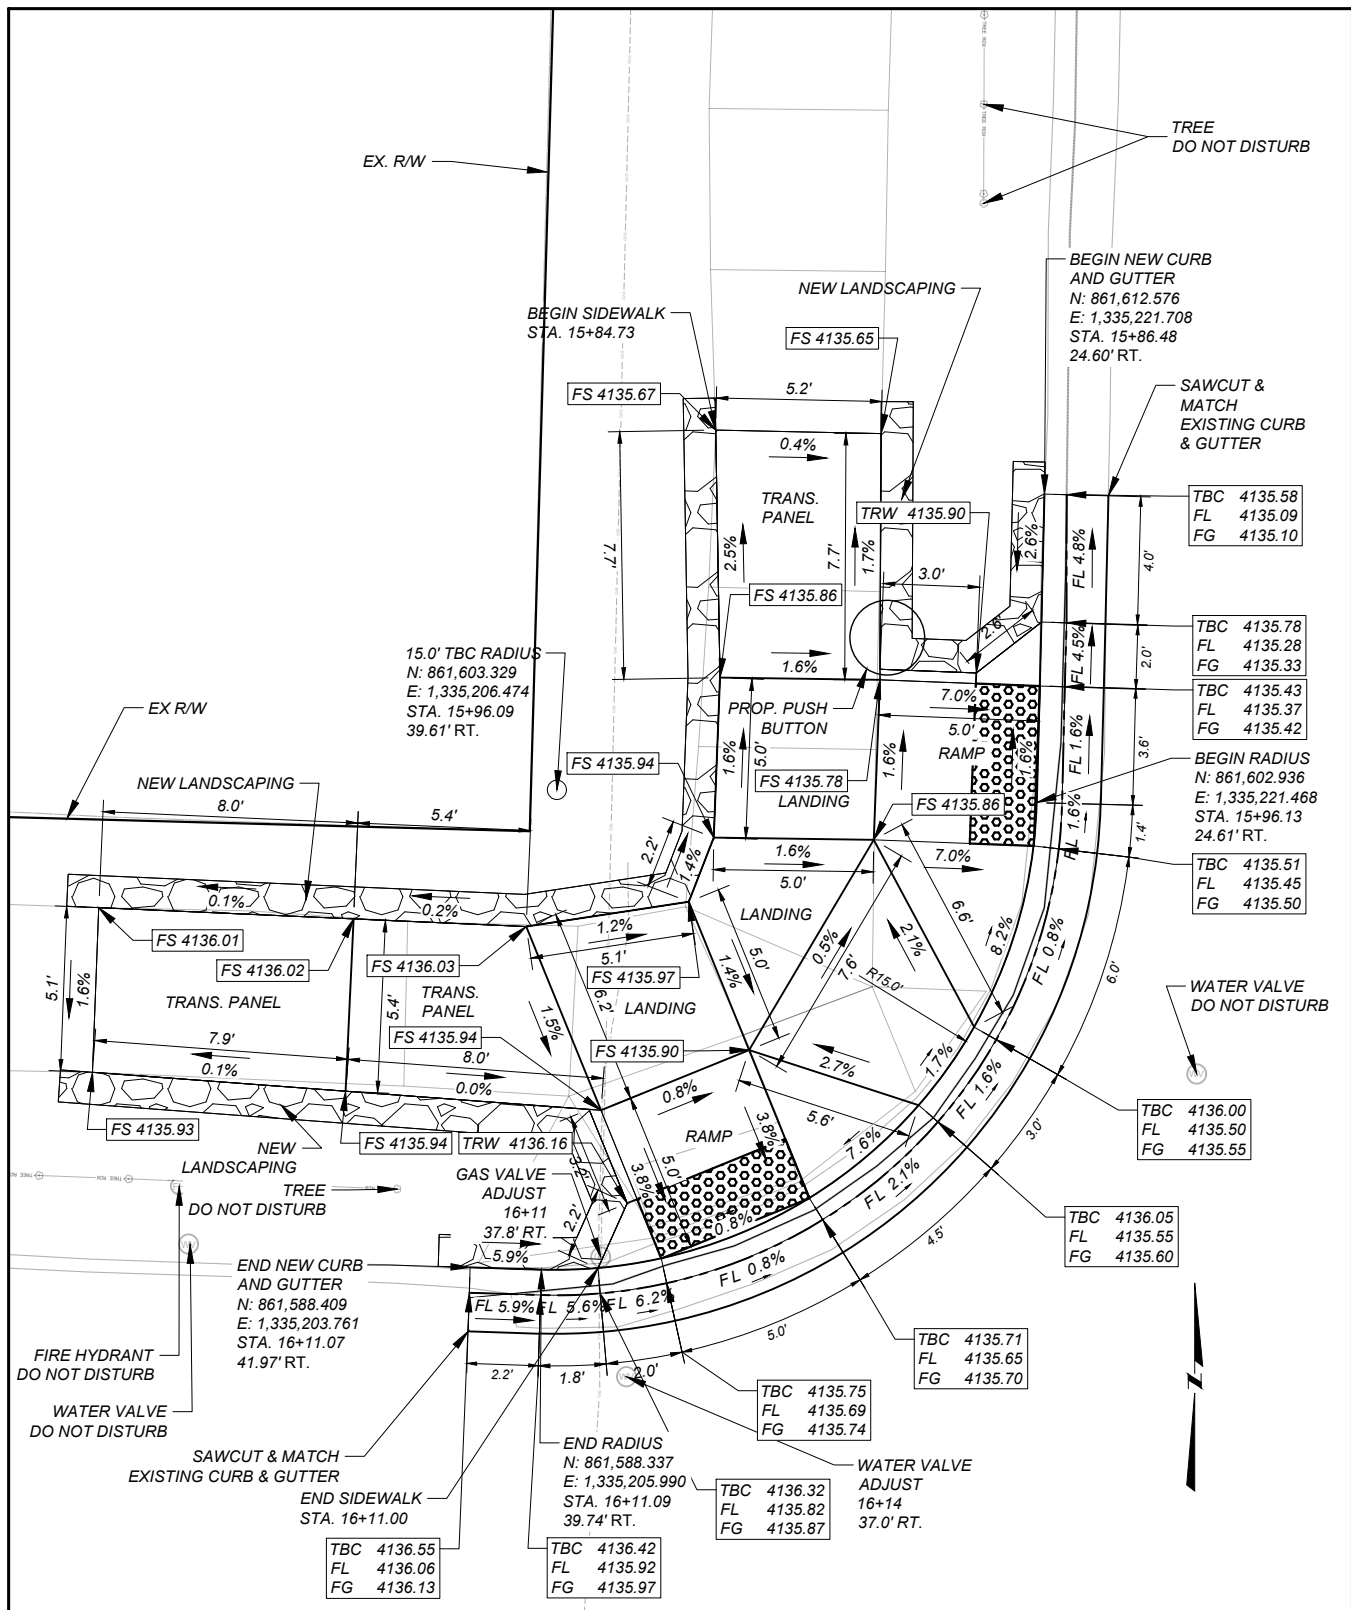 TREE
DO NOT DISTURB
EX. R/W
BEGIN NEW CURB
AND GUTTER
N: 861,612.576
E: 1,335,221.708
STA. 15+86.48
24.60' RT.
NEW LANDSCAPING
BEGIN SIDEWALK
STA. 15+84.73
FS 4135.65
FS 4135.67
5.2'
SAWCUT &
MATCH
EXISTING CURB
& GUTTER
0.4%
TRANS.
PANEL
TRW 4135.90
TBC 4135.58
FL 4135.09
FG 4135.10
7.7'
2.5%
7.7'
1.7%
2.6%
FL 4.8%
4.0'
3.0'
FS 4135.86
2.6'
TBC 4135.78
FL 4135.28
FG 4135.33
FL 4.5%
2.0'
15.0' TBC RADIUS
N: 861,603.329
E: 1,335,206.474
STA. 15+96.09
39.61' RT.
1.6%
7.0%
TBC 4135.43
FL 4135.37
FG 4135.42
EX R/W
PROP. PUSH
BUTTON
5.0'
RAMP
1.6%
5.0'
1.6%
1.6%
FL 1.6%
3.6'
FS 4135.94
FS 4135.78
LANDING
BEGIN RADIUS
N: 861,602.936
E: 1,335,221.468
STA. 15+96.13
24.61' RT.
NEW LANDSCAPING
8.0'
5.4'
FS 4135.86
FL 1.6%
1.4'
2.2'
1.4%
1.6%
5.0'
7.0%
TBC 4135.51
FL 4135.45
FG 4135.50
0.1%
0.2%
LANDING
6.6'
FS 4136.01
FS 4136.02
FS 4136.03
1.2%
5.1'
FS 4135.97
5.0'
1.4%
0.5%
7.6'
2.1%
R15.0'
8.2%
FL 0.8%
6.0'
5.1'
1.6%
TRANS. PANEL
5.4'
TRANS.
PANEL
6.2'
LANDING
1.5%
WATER VALVE
DO NOT DISTURB
7.9'
0.1%
FS 4135.94
8.0'
0.0%
FS 4135.90
2.7%
1.7%
FL 1.6%
0.8%
5.6'
3.0'
FS 4135.93
FS 4135.94
TRW 4136.16
RAMP
3.8%
7.6%
TBC 4136.00
FL 4135.50
FG 4135.55
NEW
LANDSCAPING
TREE
DO NOT DISTURB
GAS VALVE
ADJUST
16+11
37.8' RT.
3.2'
2.2'
3.8%
5.0'
0.8%
FL 2.1%
4.5'
TBC 4136.05
FL 4135.55
FG 4135.60
END NEW CURB
AND GUTTER
N: 861,588.409
E: 1,335,203.761
STA. 16+11.07
41.97' RT.
5.9%
FL 5.9%
FL 5.6%
FL 6.2%
FL 0.8%
5.0'
2.2'
1.8'
2.0'
FIRE HYDRANT
DO NOT DISTURB
WATER VALVE
DO NOT DISTURB
TBC 4135.71
FL 4135.65
FG 4135.70
TBC 4135.75
FL 4135.69
FG 4135.74
SAWCUT & MATCH
EXISTING CURB & GUTTER
END RADIUS
N: 861,588.337
E: 1,335,205.990
STA. 16+11.09
39.74' RT.
WATER VALVE
ADJUST
16+14
37.0' RT.
END SIDEWALK
STA. 16+11.00
TBC 4136.32
FL 4135.82
FG 4135.87
TBC 4136.55
FL 4136.06
FG 4136.13
TBC 4136.42
FL 4135.92
FG 4135.97
N